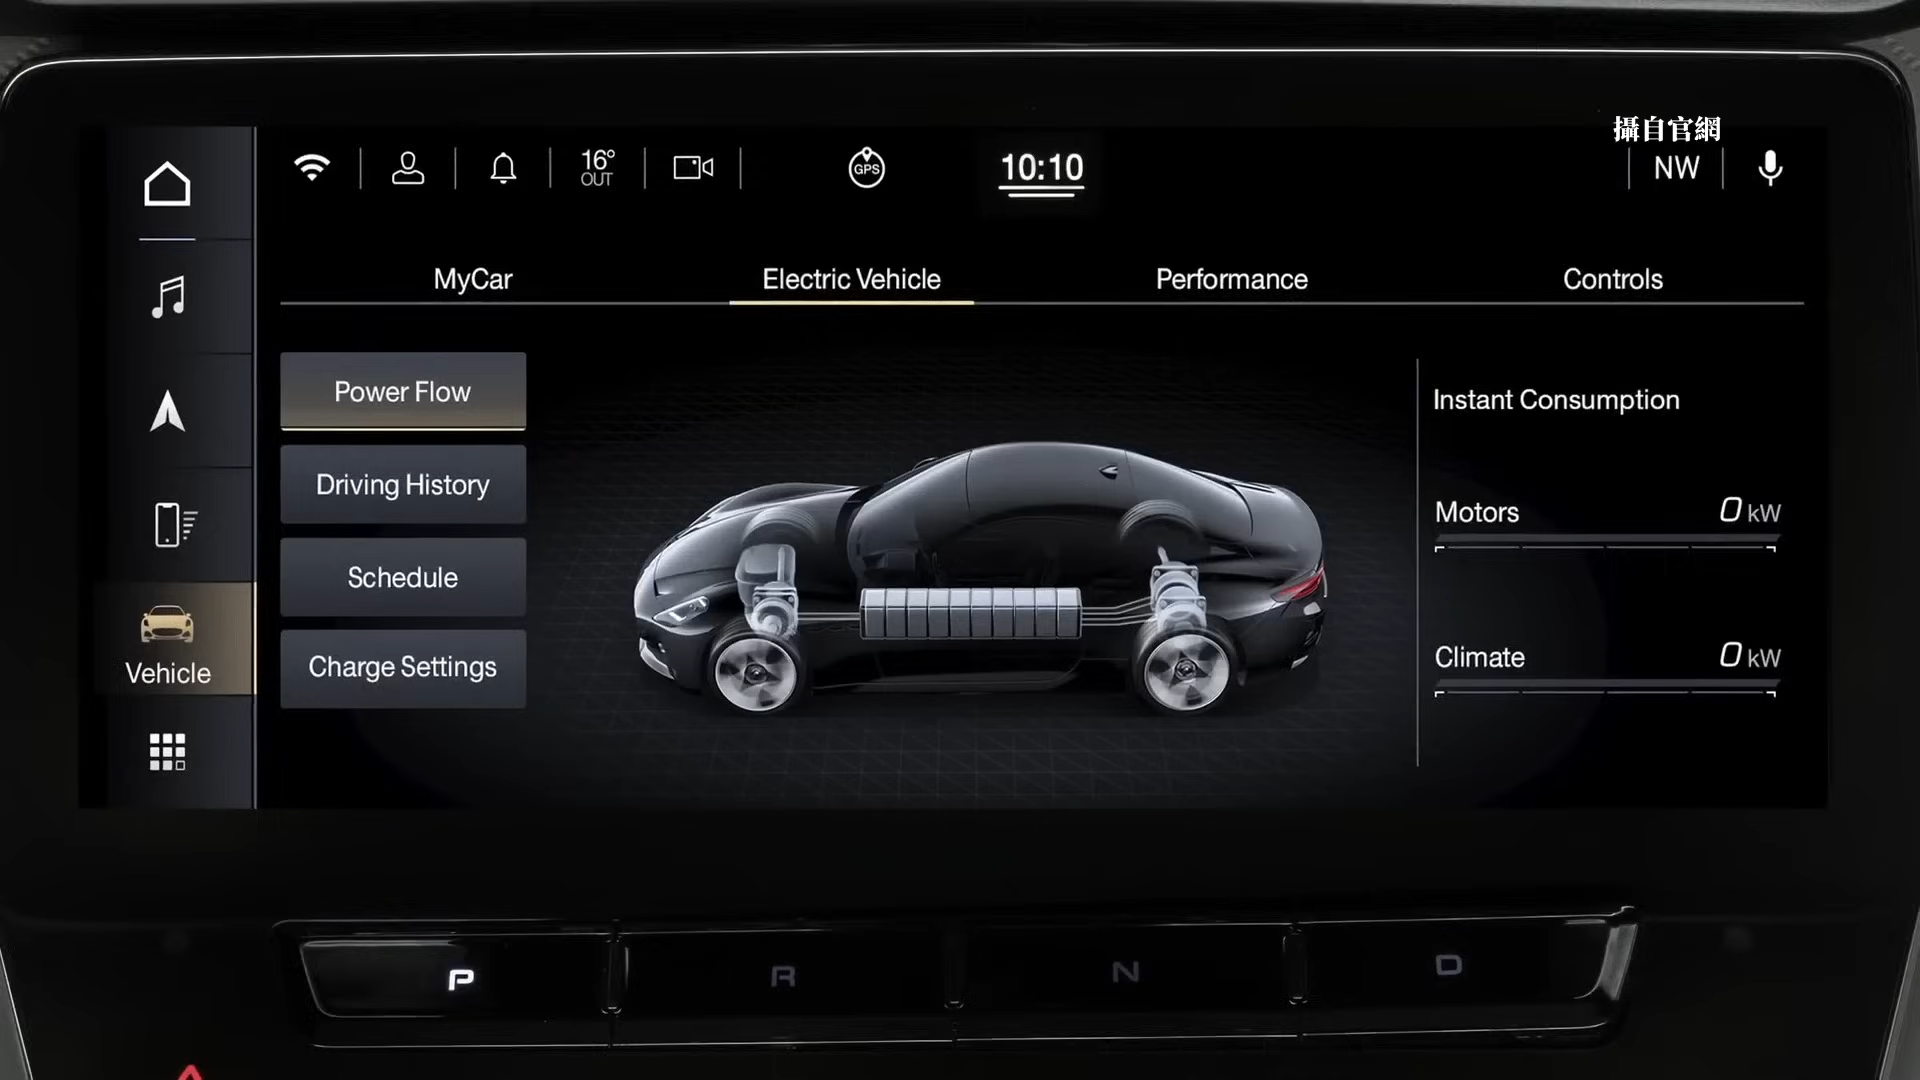 攝自官網
16°
OUT
GPS
10:10
NW
MyCar
Electric Vehicle
Performance
Controls
Power Flow
Driving History
Schedule
Charge Settings
Vehicle
Instant Consumption
Motors
0 kW
Climate
0 kW
P
R
N
D